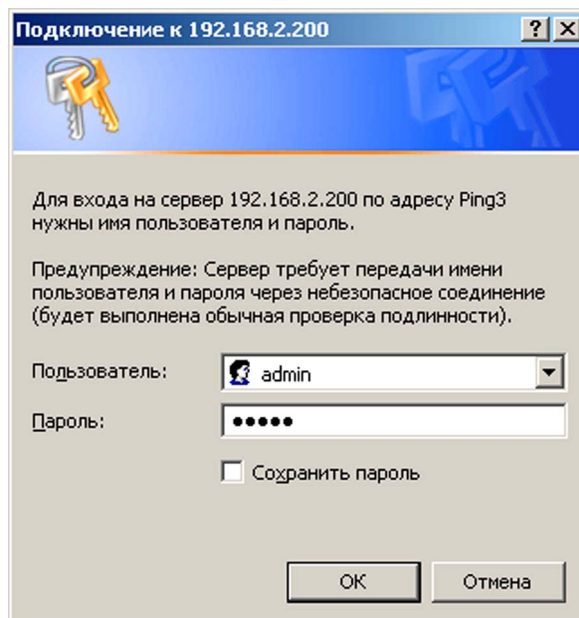 Подключение к 192.168.2.200
Для входа на сервер 192.168.2.200 по адресу Ping3
нужны имя пользователя и пароль.
Предупреждение: Сервер требует передачи имени
пользователя и пароля через небезопасное соединение
(будет выполнена обычная проверка подлинности).
Пользователь: admin
Пароль: •••••
Сохранить пароль
ОК Отмена